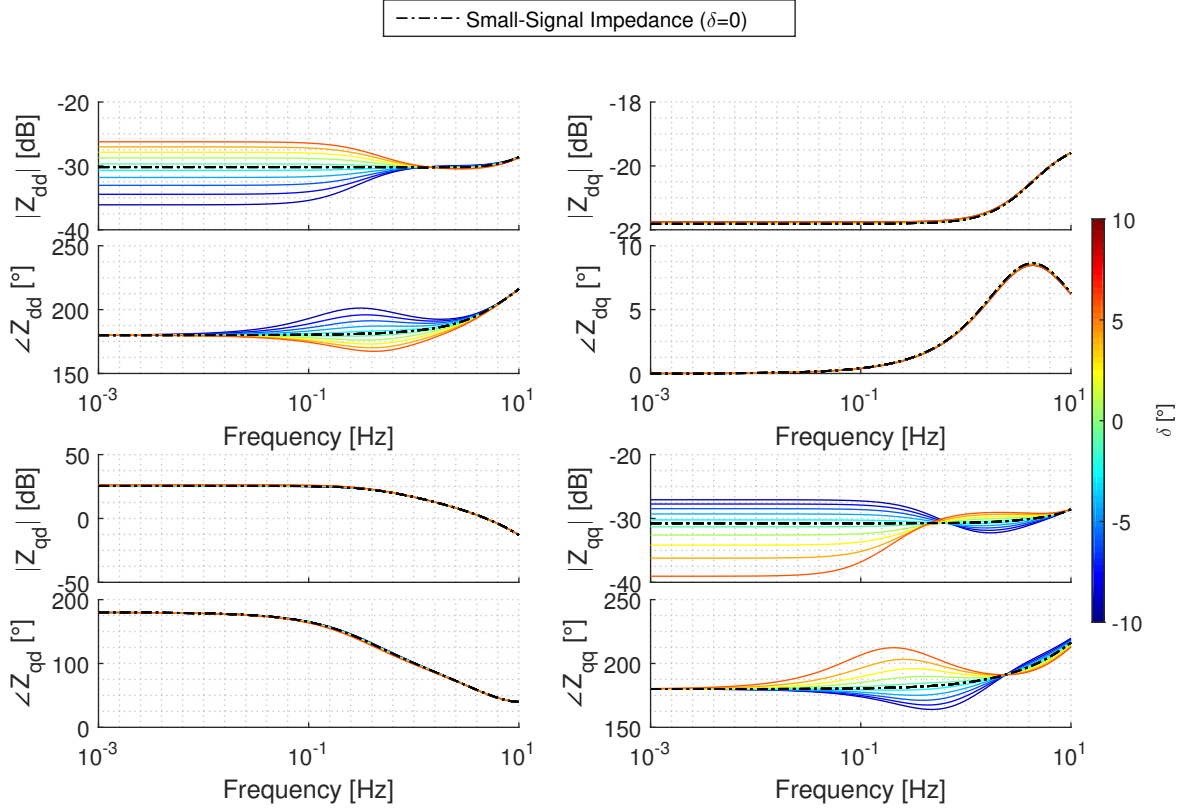 Small-Signal Impedance (δ=0)
-20
-30
-40
|Z_dd| [dB]
-18
-20
-22
|Z_dq| [dB]
250
200
150
∠Z_dd [°]
10^-3
10^-1
10^1
Frequency [Hz]
10
5
0
∠Z_dq [°]
10^-3
10^-1
10^1
Frequency [Hz]
50
0
-50
|Z_qd| [dB]
-20
-30
-40
|Z_qq| [dB]
200
100
0
∠Z_qd [°]
10^-3
10^-1
10^1
Frequency [Hz]
250
200
150
∠Z_qq [°]
10^-3
10^-1
10^1
Frequency [Hz]
10
5
0
-5
-10
δ [°]